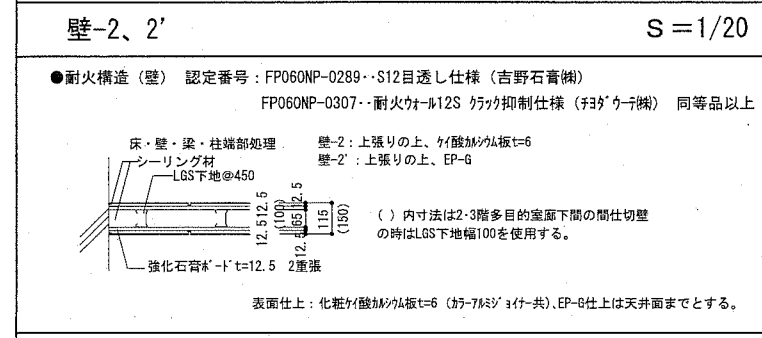 壁-2、2’ S=1/20
●耐火構造（壁） 認定番号：FP060NP-0289‥S12目透し仕様（吉野石膏㈱）
FP060NP-0307‥耐火ウォール12S クラック抑制仕様（チヨダウーテ㈱） 同等品以上
床・壁・梁・柱端部処理
シーリング材
LGS下地@450
壁-2：上張りの上、ケイ酸カルシウム板t=6
壁-2’：上張りの上、EP-G
12.5 12.5 (100) 65 12.5 12.5 115 (150)
（ ）内寸法は2・3階多目的室廊下間の間仕切壁
の時はLGS下地幅100を使用する。
強化石膏ボードt=12.5 2重張
表面仕上：化粧ケイ酸カルシウム板t=6（カラーアルミジョイナー共）、EP-G仕上は天井面までとする。